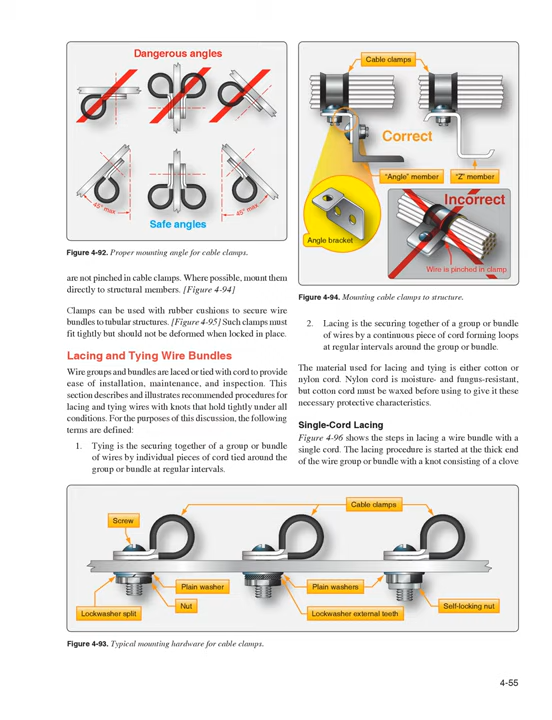 Dangerous angles
45° max
45° max
Safe angles
Figure 4-92. Proper mounting angle for cable clamps.
are not pinched in cable clamps. Where possible, mount them
directly to structural members. [Figure 4-94]
Clamps can be used with rubber cushions to secure wire
bundles to tubular structures. [Figure 4-95] Such clamps must
fit tightly but should not be deformed when locked in place.
Lacing and Tying Wire Bundles
Wire groups and bundles are laced or tied with cord to provide
ease of installation, maintenance, and inspection. This
section describes and illustrates recommended procedures for
lacing and tying wires with knots that hold tightly under all
conditions. For the purposes of this discussion, the following
terms are defined:
1. Tying is the securing together of a group or bundle
of wires by individual pieces of cord tied around the
group or bundle at regular intervals.
Cable clamps
Correct
"Angle" member
"Z" member
Incorrect
Angle bracket
Wire is pinched in clamp
Figure 4-94. Mounting cable clamps to structure.
2. Lacing is the securing together of a group or bundle
of wires by a continuous piece of cord forming loops
at regular intervals around the group or bundle.
The material used for lacing and tying is either cotton or
nylon cord. Nylon cord is moisture- and fungus-resistant,
but cotton cord must be waxed before using to give it these
necessary protective characteristics.
Single-Cord Lacing
Figure 4-96 shows the steps in lacing a wire bundle with a
single cord. The lacing procedure is started at the thick end
of the wire group or bundle with a knot consisting of a clove
Cable clamps
Screw
Plain washer
Plain washers
Nut
Lockwasher split
Lockwasher external teeth
Self-locking nut
Figure 4-93. Typical mounting hardware for cable clamps.
4-55